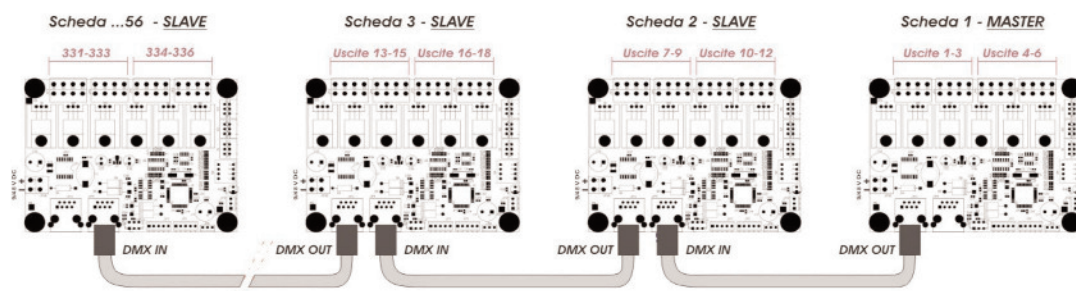 Scheda ...56 - SLAVE
Scheda 3 - SLAVE
Scheda 2 - SLAVE
Scheda 1 - MASTER
331-333
334-336
Uscite 13-15
Uscite 16-18
Uscite 7-9
Uscite 10-12
Uscite 1-3
Uscite 4-6
DMX IN
DMX OUT
DMX IN
DMX OUT
DMX IN
DMX OUT